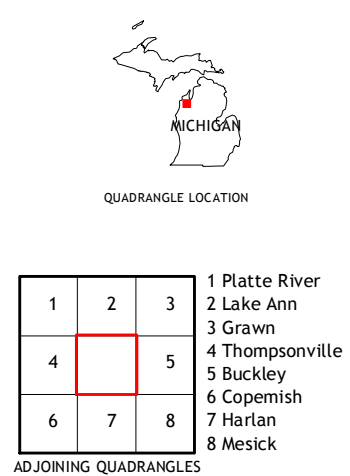 MICHIGAN
QUADRANGLE LOCATION
1 2 3
4 5
6 7 8
1 Platte River
2 Lake Ann
3 Grawn
4 Thompsonville
5 Buckley
6 Copemish
7 Harlan
8 Mesick
ADJOINING QUADRANGLES